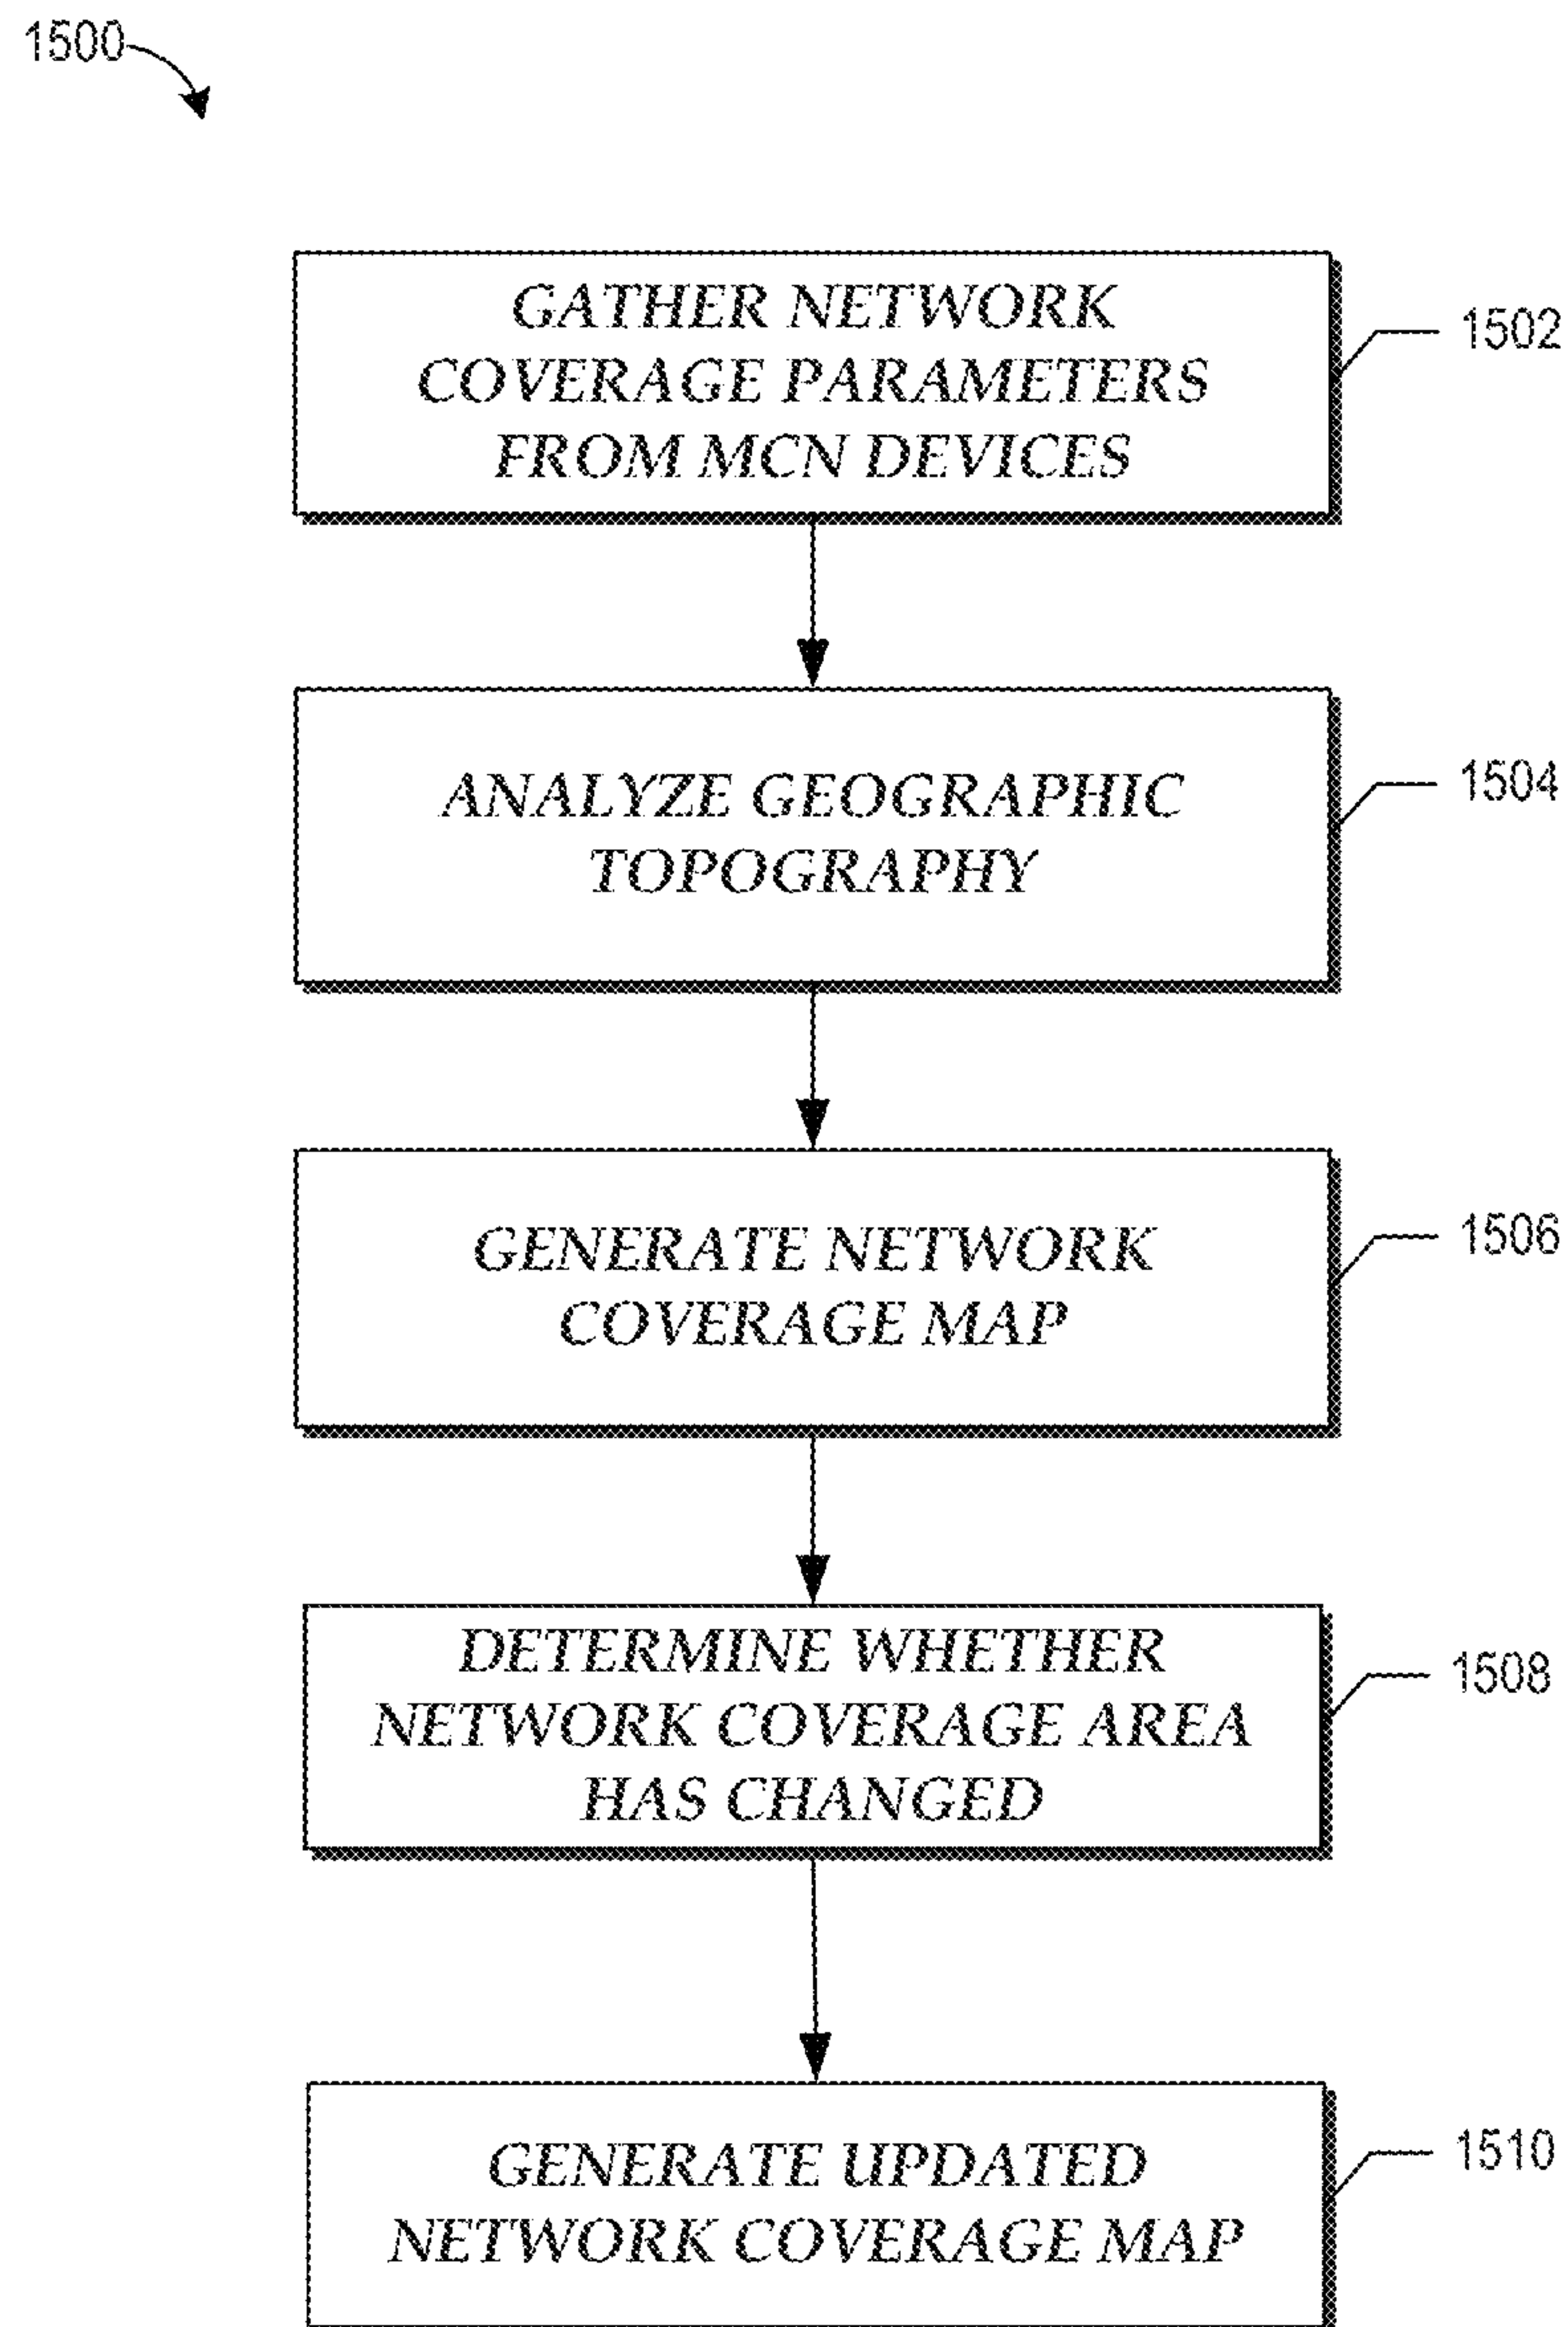 1500
GATHER NETWORK
COVERAGE PARAMETERS
FROM MCN DEVICES
1502
ANALYZE GEOGRAPHIC
TOPOGRAPHY
1504
GENERATE NETWORK
COVERAGE MAP
1506
DETERMINE WHETHER
NETWORK COVERAGE AREA
HAS CHANGED
1508
GENERATE UPDATED
NETWORK COVERAGE MAP
1510